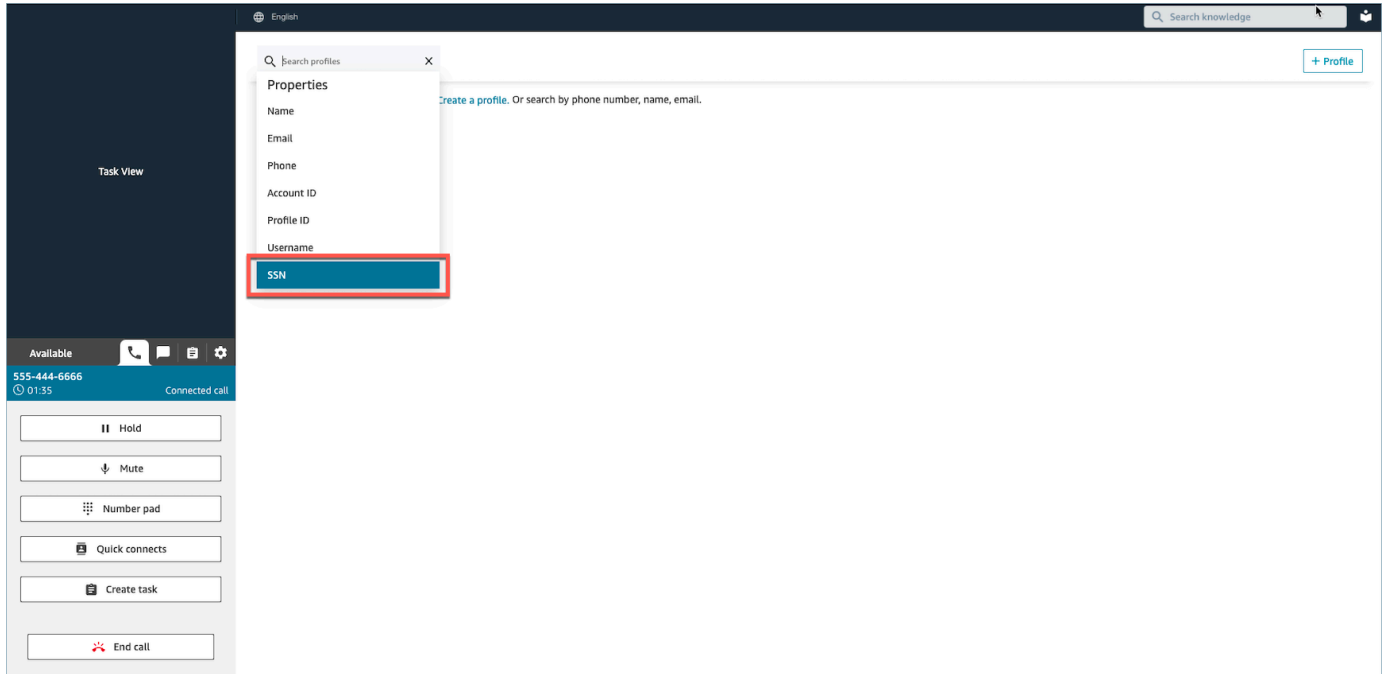 English
Search knowledge
Search profiles
X
+ Profile
Properties
Create a profile. Or search by phone number, name, email.
Name
Email
Phone
Account ID
Profile ID
Username
SSN
Task View
Available
555-444-6666
01:35
Connected call
Hold
Mute
Number pad
Quick connects
Create task
End call